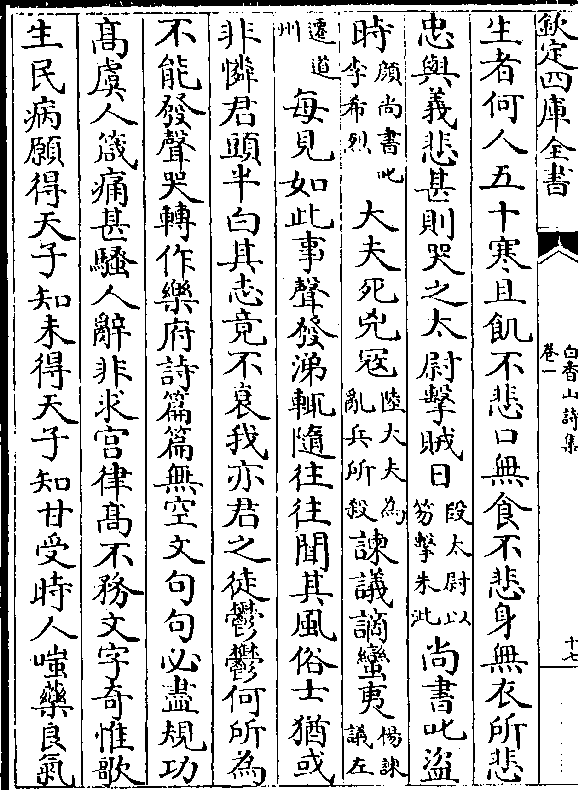 欽定四庫全書
白香山詩集
卷一
十七
生者何人五十寒且飢不悲口無食不悲身無衣所悲
忠與義悲甚則哭之太尉擊賊日段太尉以笏擊朱泚尚書叱盜
時顔尚書叱李希烈大夫死兇冦陸大夫為亂兵所殺諫議謫蠻夷楊諫議左
遷道州每見如此事聲發涕輒隨往往聞其風俗士猶或
非憐君頭半白其志竟不衰我亦君之徒鬱鬱何所為
不能發聲哭轉作樂府詩篇篇無空文句句必盡規功
髙虞人箴痛甚騷人辭非求宫律髙不務文字奇惟歌
生民病願得天子知未得天子知甘受時人嗤藥良氣